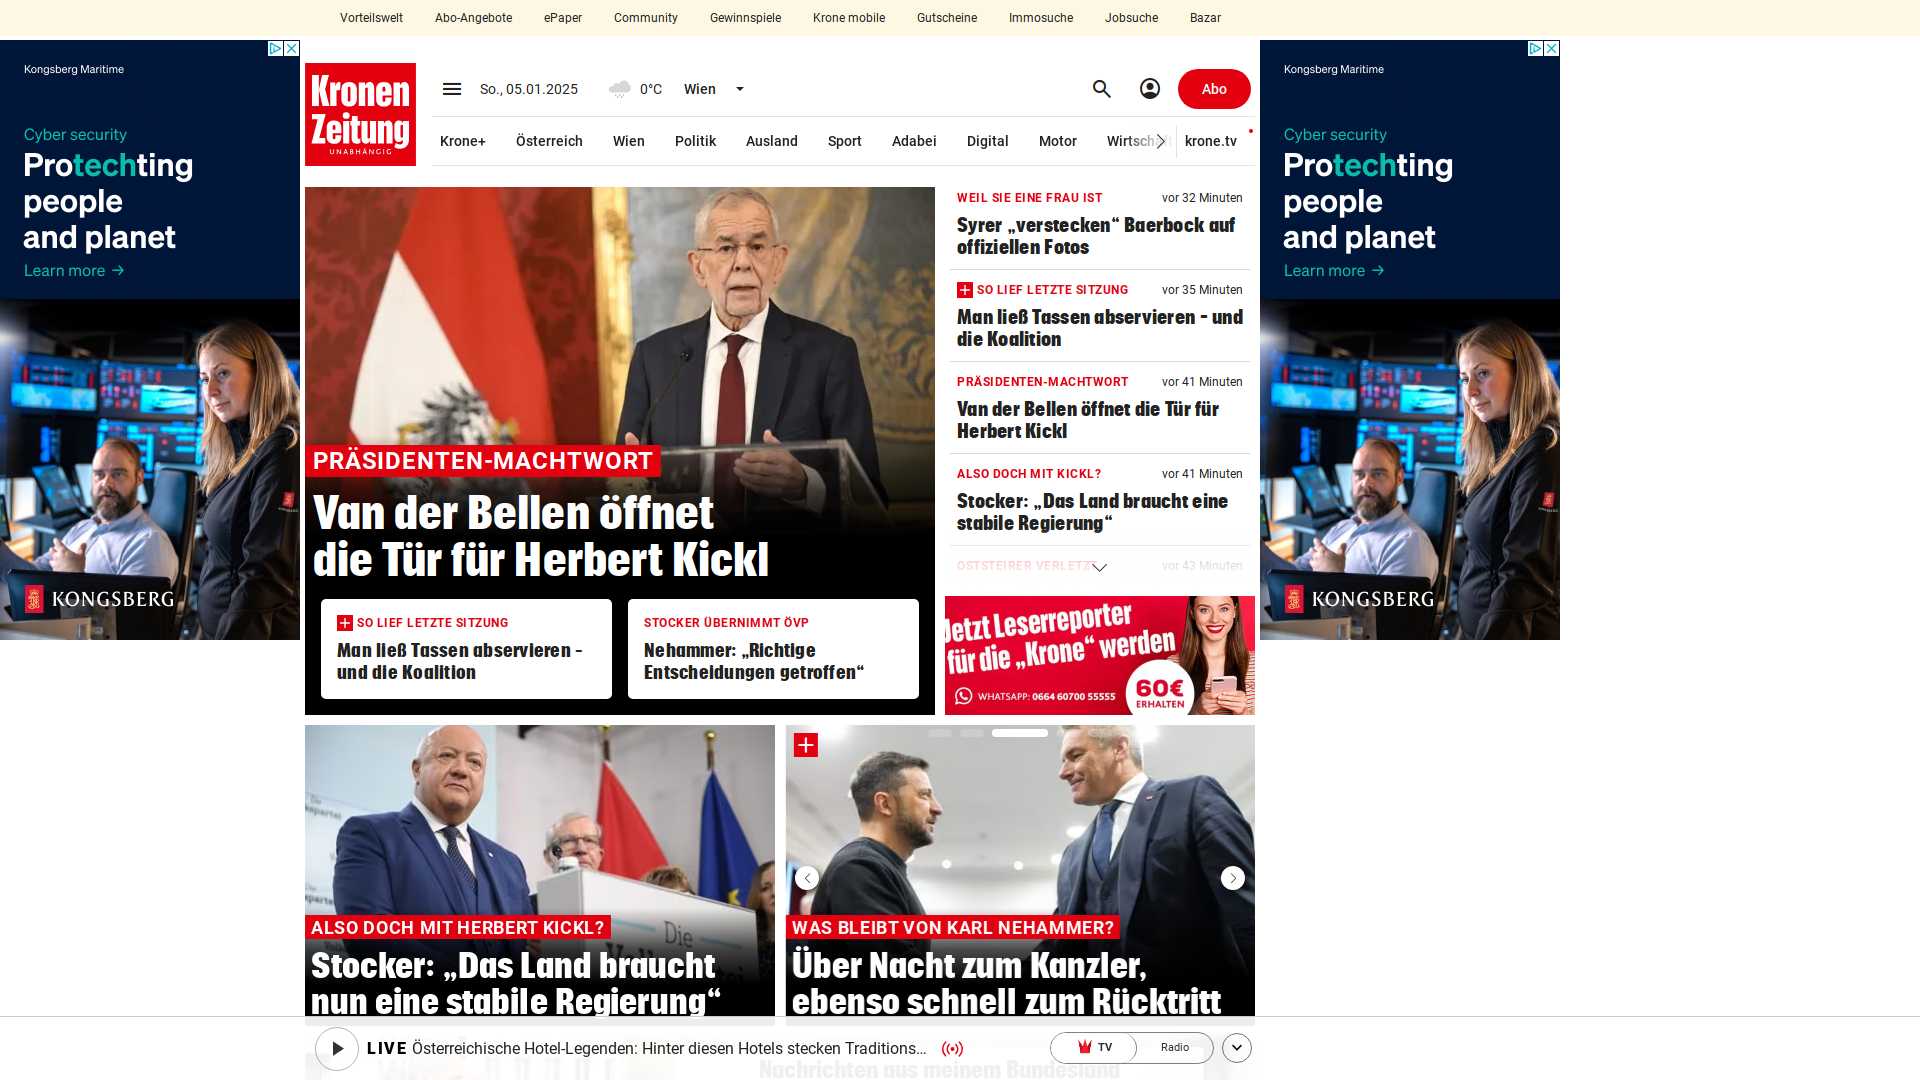 Vorteilswelt
Abo-Angebote
ePaper
Community
Gewinnspiele
Krone mobile
Gutscheine
Immosuche
Jobsuche
Bazar
Kongsberg Maritime
Cyber security
Protechting
people
and planet
Learn more →
KONGSBERG
Kronen
Zeitung
UNABHÄNGIG
So., 05.01.2025
0°C
Wien
Abo
Krone+
Österreich
Wien
Politik
Ausland
Sport
Adabei
Digital
Motor
krone.tv
PRÄSIDENTEN-MACHTWORT
Van der Bellen öffnet
die Tür für Herbert Kickl
SO LIEF LETZTE SITZUNG
Man ließ Tassen abservieren –
und die Koalition
STOCKER ÜBERNIMMT ÖVP
Nehammer: „Richtige
Entscheidungen getroffen“
WEIL SIE EINE FRAU IST
vor 32 Minuten
Syrer „verstecken“ Baerbock auf
offiziellen Fotos
SO LIEF LETZTE SITZUNG
vor 35 Minuten
Man ließ Tassen abservieren – und
die Koalition
PRÄSIDENTEN-MACHTWORT
vor 41 Minuten
Van der Bellen öffnet die Tür für
Herbert Kickl
ALSO DOCH MIT KICKL?
vor 41 Minuten
Stocker: „Das Land braucht eine
stabile Regierung“
OSTSTEIRER
vor 43 Minuten
Jetzt Leserreporter
für die „Krone“ werden
WHATSAPP: 0664 60700 55555
60€
ERHALTEN
Die
ALSO DOCH MIT HERBERT KICKL?
Stocker: „Das Land braucht
nun eine stabile Regierung“
WAS BLEIBT VON KARL NEHAMMER?
Über Nacht zum Kanzler,
ebenso schnell zum Rücktritt
Cyber security
Kongsberg Maritime
Protechting
people
and planet
Learn more →
KONGSBERG
LIVE Österreichische Hotel-Legenden: Hinter diesen Hotels stecken Traditions...
TV
Radio
Nachrichten aus meinem Bundesland